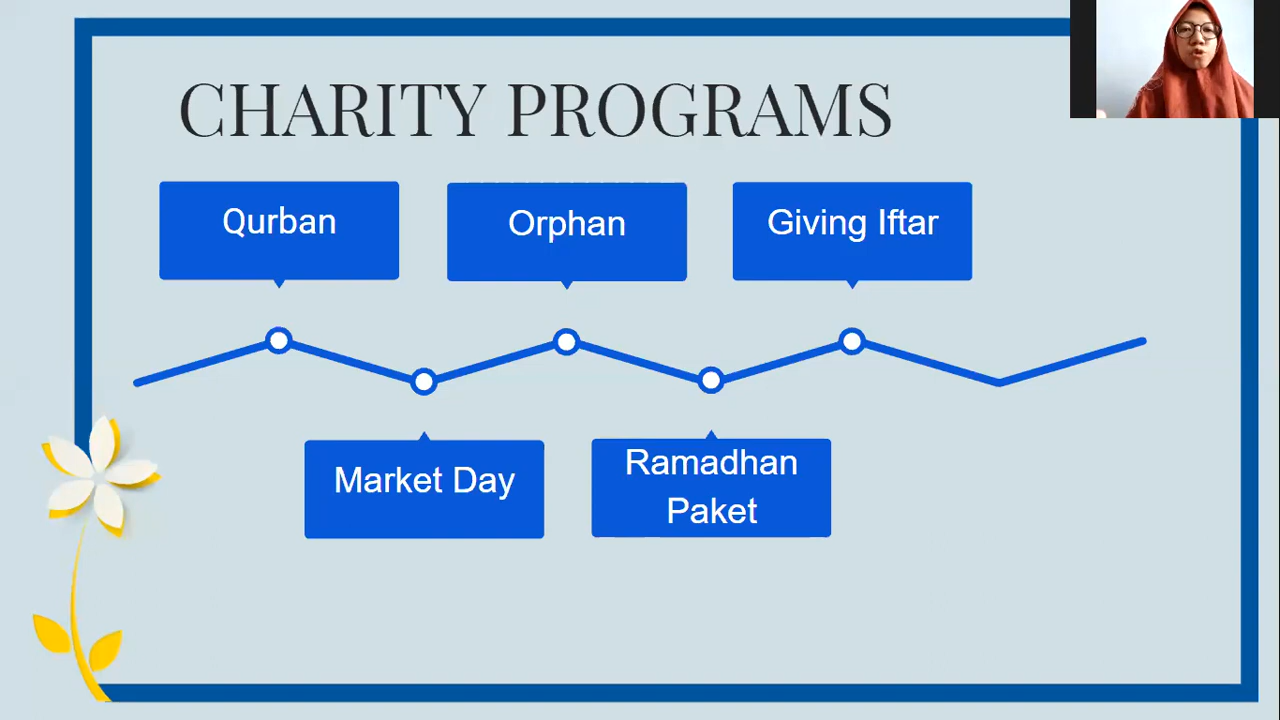 CHARITY PROGRAMS
Qurban
Orphan
Giving Iftar
Market Day
Ramadhan
Paket